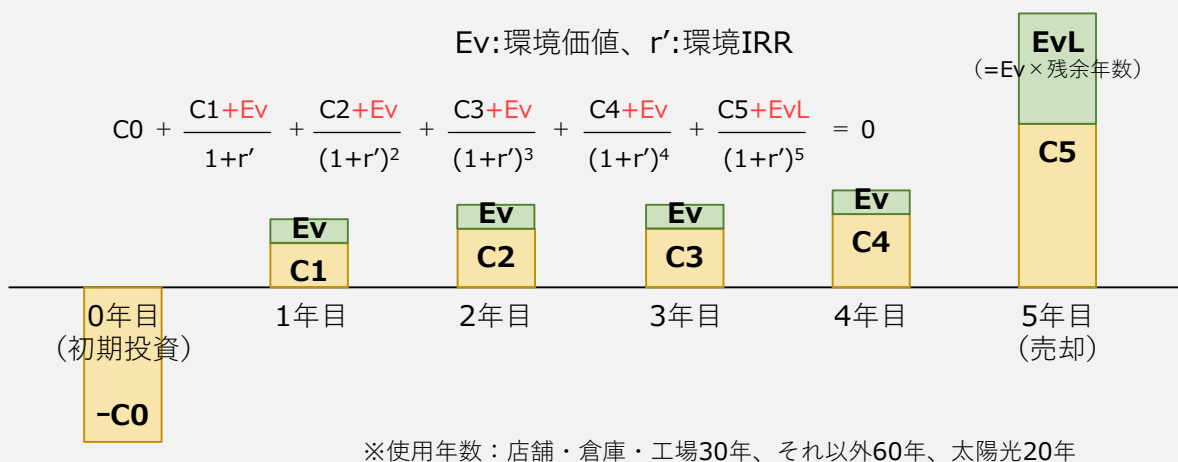 Ev:環境価値、r′:環境IRR
EvL
(=Ev×残余年数)
C0 + C1+Ev/1+r′ + C2+Ev/(1+r′)² + C3+Ev/(1+r′)³ + C4+Ev/(1+r′)⁴ + C5+EvL/(1+r′)⁵ = 0
C5
Ev
C1
Ev
C2
Ev
C3
Ev
C4
0年目
(初期投資)
1年目
2年目
3年目
4年目
5年目
(売却)
-C0
※使用年数：店舗・倉庫・工場30年、それ以外60年、太陽光20年